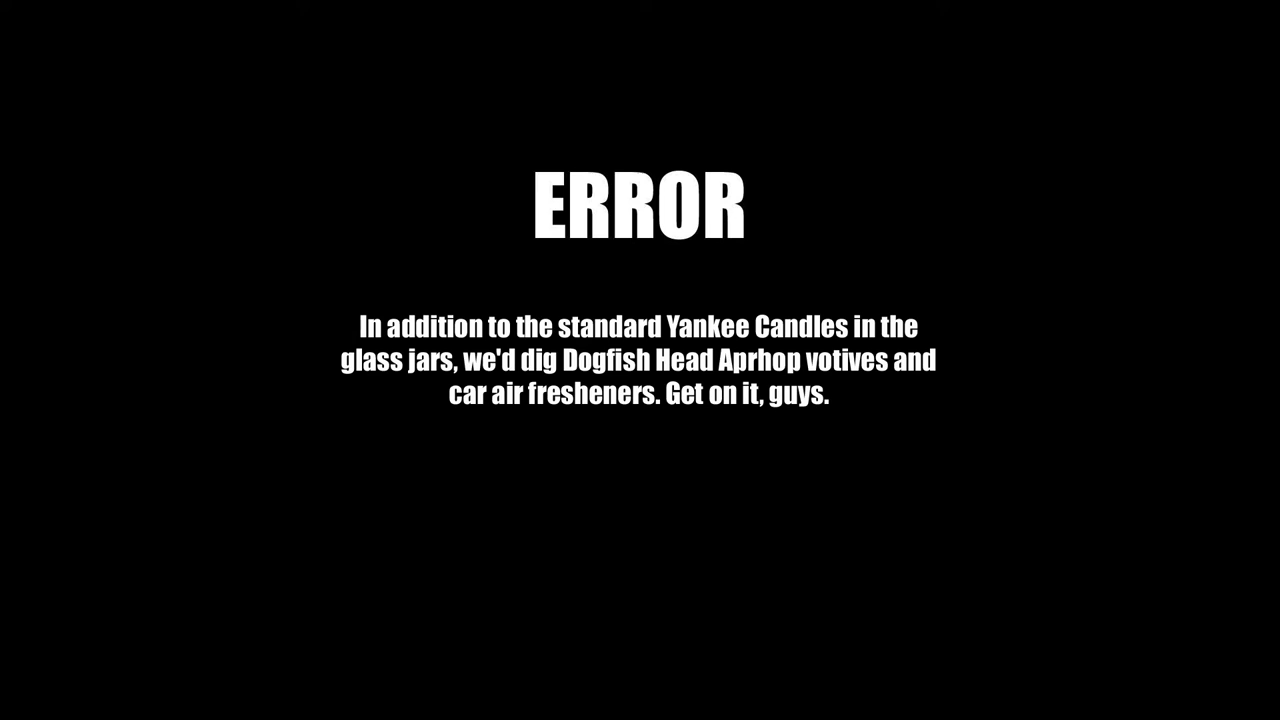 ERROR
In addition to the standard Yankee Candles in the
glass jars, we'd dig Dogfish Head Aprhop votives and
car air fresheners. Get on it, guys.